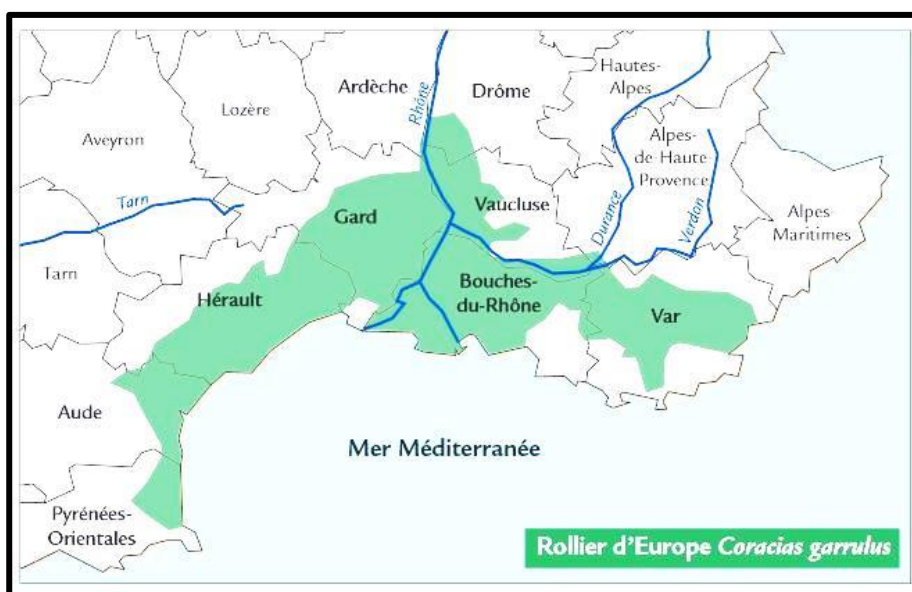 Ardèche
Drôme
Hautes-
Alpes
Rhône
Lozère
Aveyron
Alpes-
de-Haute
Provence
Tarn
Gard
Vaucluse
Durance
Verdon
Alpes-
Maritimes
Tarn
Hérault
Bouches-
du-Rhône
Var
Aude
Mer Méditerranée
Pyrénées-
Orientales
Rollier d'Europe Coracias garrulus